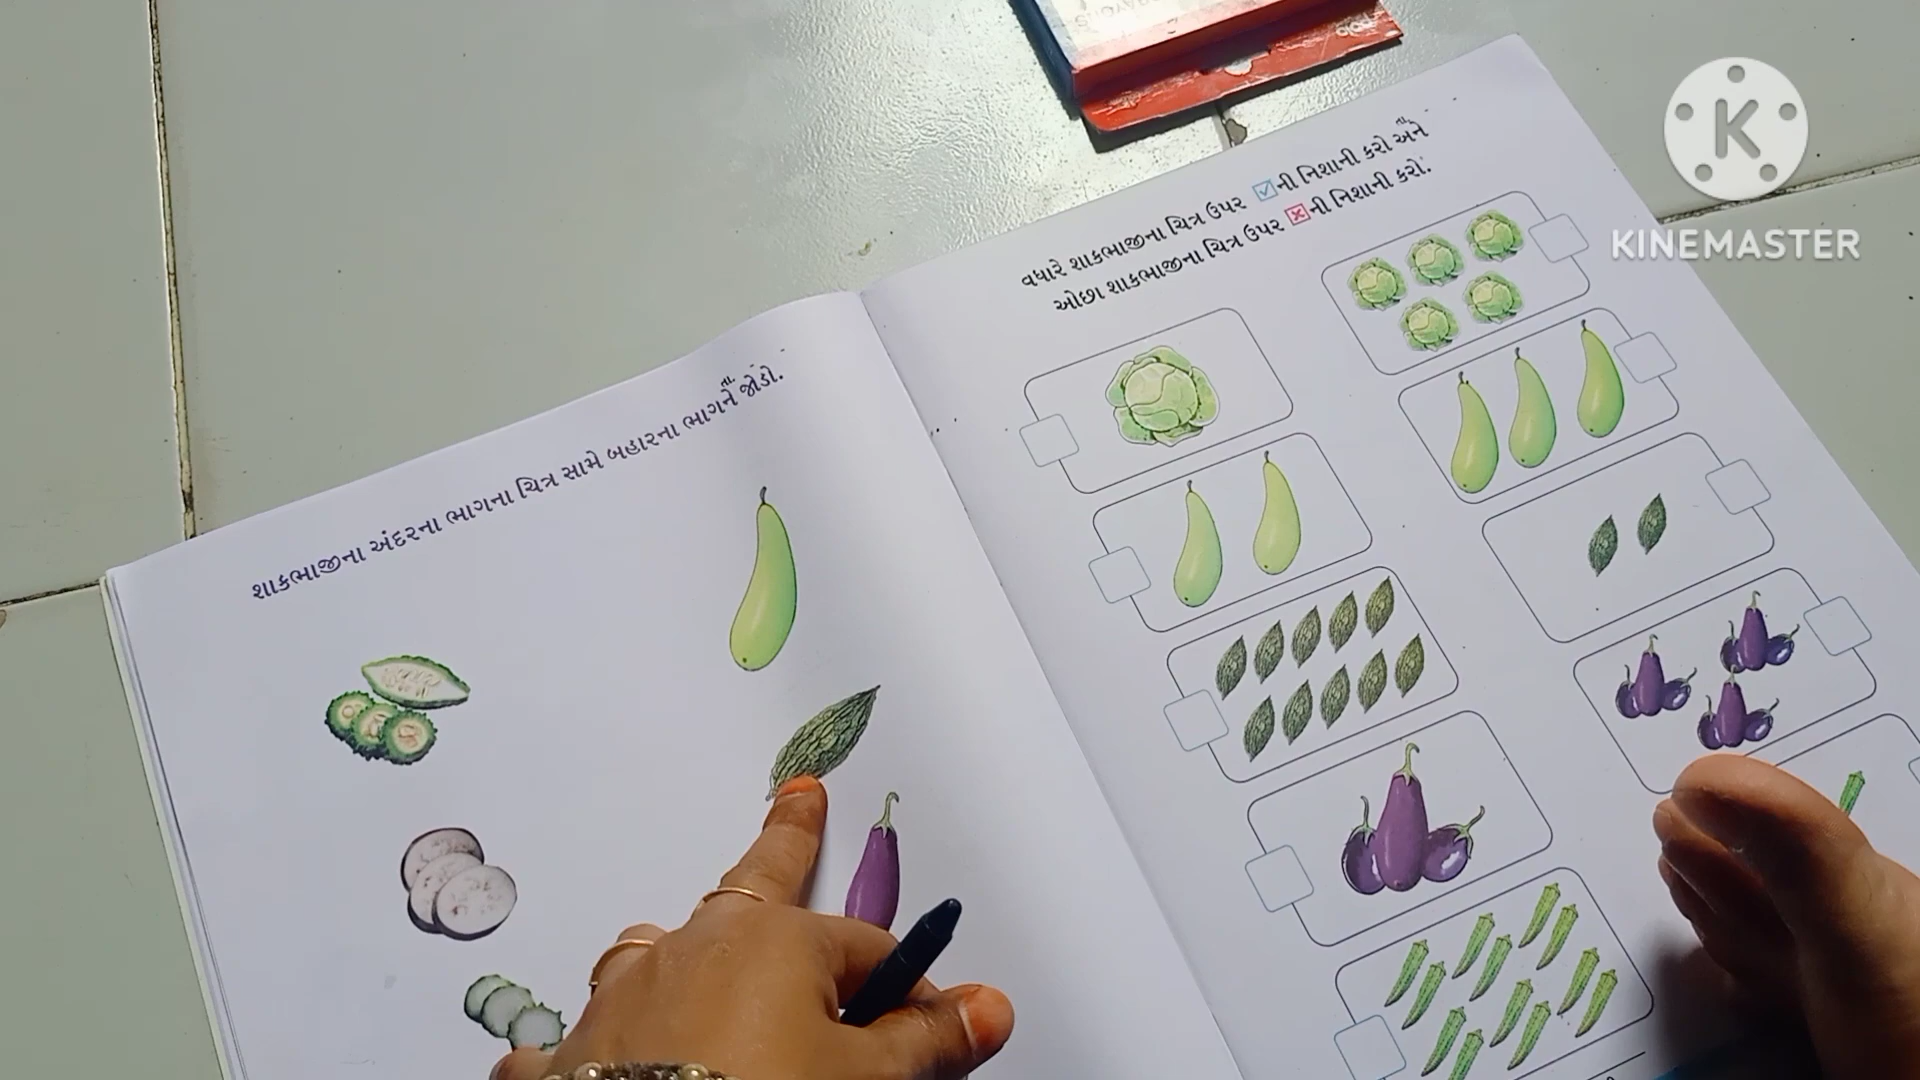 શાકભાજીના અંદરના ભાગના ચિત્ર સામે બહારના ભાગને જોડો.
વધારે શાકભાજીના ચિત્ર ઉપર ની નિશાની કરો અને
ઓછા શાકભાજીના ચિત્ર ઉપર ની નિશાની કરો.
K
KINEMASTER